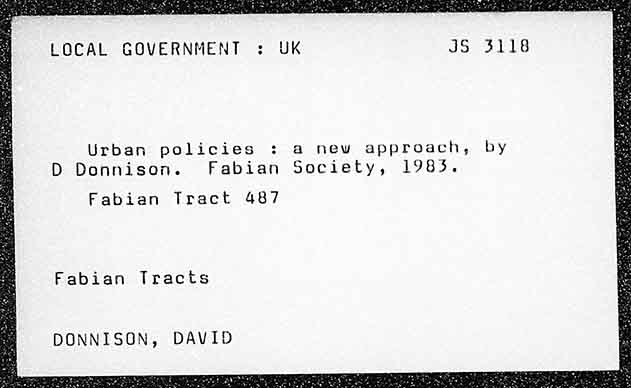 LOCAL GOVERNMENT : UK JS 3118
Urban policies : a new approach, by
D Donnison. Fabian Society, 1983.
Fabian Tract 487
Fabian Tracts
DONNISON, DAVID